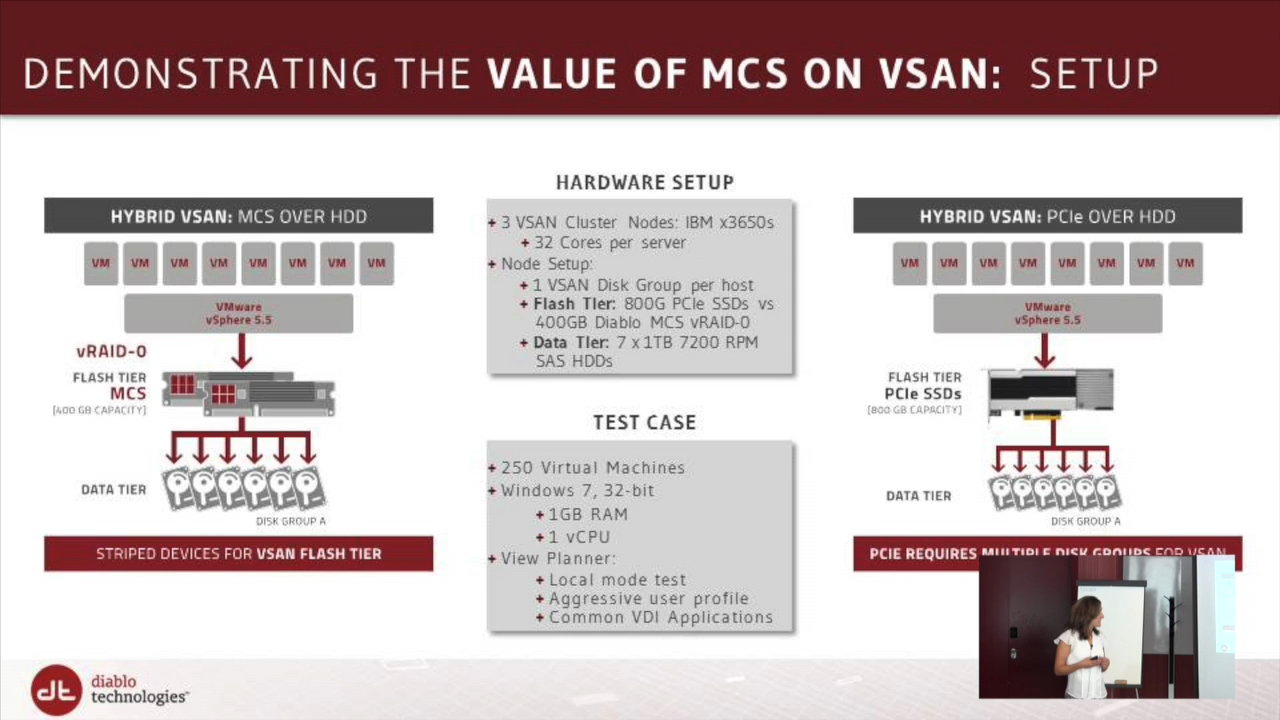 DEMONSTRATING THE VALUE OF MCS ON VSAN: SETUP
HYBRID VSAN: MCS OVER HDD
VM VM VM VM VM VM VM VM
VMware
vSphere 5.5
vRAID-0
FLASH TIER
MCS
[400 GB CAPACITY]
DATA TIER
DISK GROUP A
STRIPED DEVICES FOR VSAN FLASH TIER
HARDWARE SETUP
+ 3 VSAN Cluster Nodes: IBM x3650s
+ 32 Cores per server
+ Node Setup:
+ 1 VSAN Disk Group per host
+ Flash Tier: 800G PCIe SSDs vs
400GB Diablo MCS vRAID-0
+ Data Tier: 7 x 1TB 7200 RPM
SAS HDDs
TEST CASE
+ 250 Virtual Machines
+ Windows 7, 32-bit
+ 1GB RAM
+ 1 vCPU
+ View Planner:
+ Local mode test
+ Aggressive user profile
+ Common VDI Applications
HYBRID VSAN: PCIe OVER HDD
VM VM VM VM VM VM VM VM
VMware
vSphere 5.5
FLASH TIER
PCIe SSDs
[800 GB CAPACITY]
DATA TIER
DISK GROUP A
PCIE REQUIRES MULTIPLE DISK GROUPS FOR VSAN
dt
diablo
technologies™